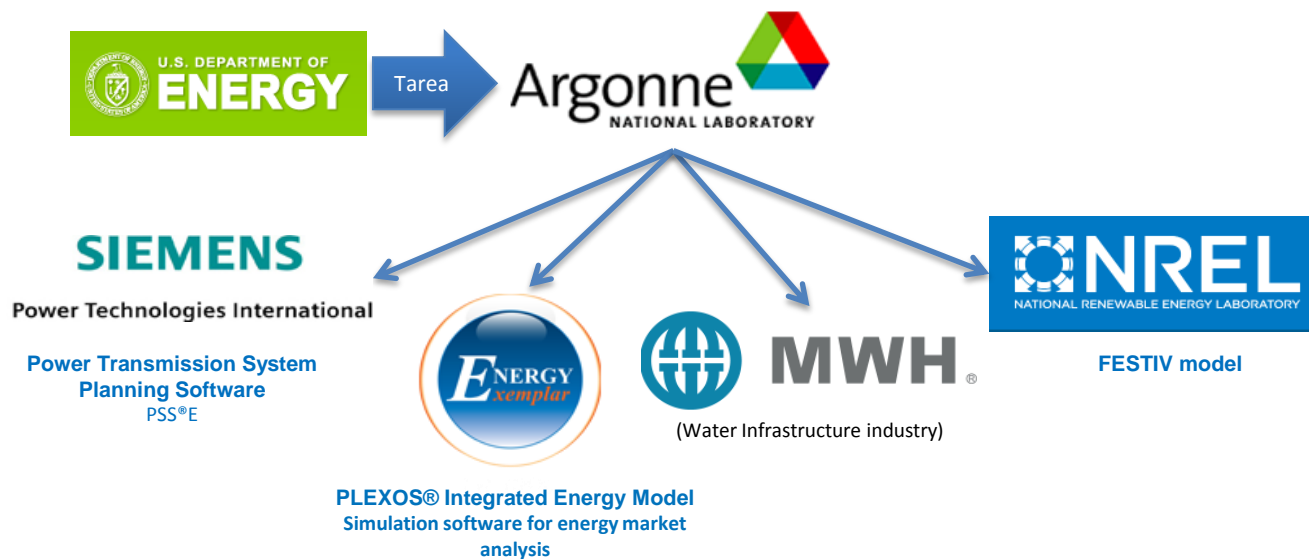 U.S. DEPARTMENT OF
ENERGY
Tarea
Argonne
NATIONAL LABORATORY
SIEMENS
Power Technologies International
Power Transmission System
Planning Software
PSS®E
ENERGY
Exemplar
PLEXOS® Integrated Energy Model
Simulation software for energy market
analysis
MWH®
(Water Infrastructure industry)
NREL
NATIONAL RENEWABLE ENERGY LABORATORY
FESTIV model